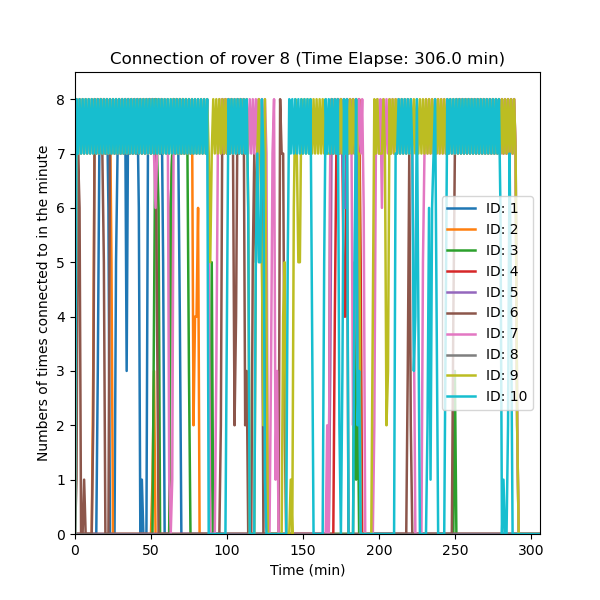 Connection of rover 8 (Time Elapse: 306.0 min)
Numbers of times connected to in the minute
8
7
6
5
4
3
2
1
0
ID: 1
ID: 2
ID: 3
ID: 4
ID: 5
ID: 6
ID: 7
ID: 8
ID: 9
ID: 10
0 50 100 150 200 250 300
Time (min)